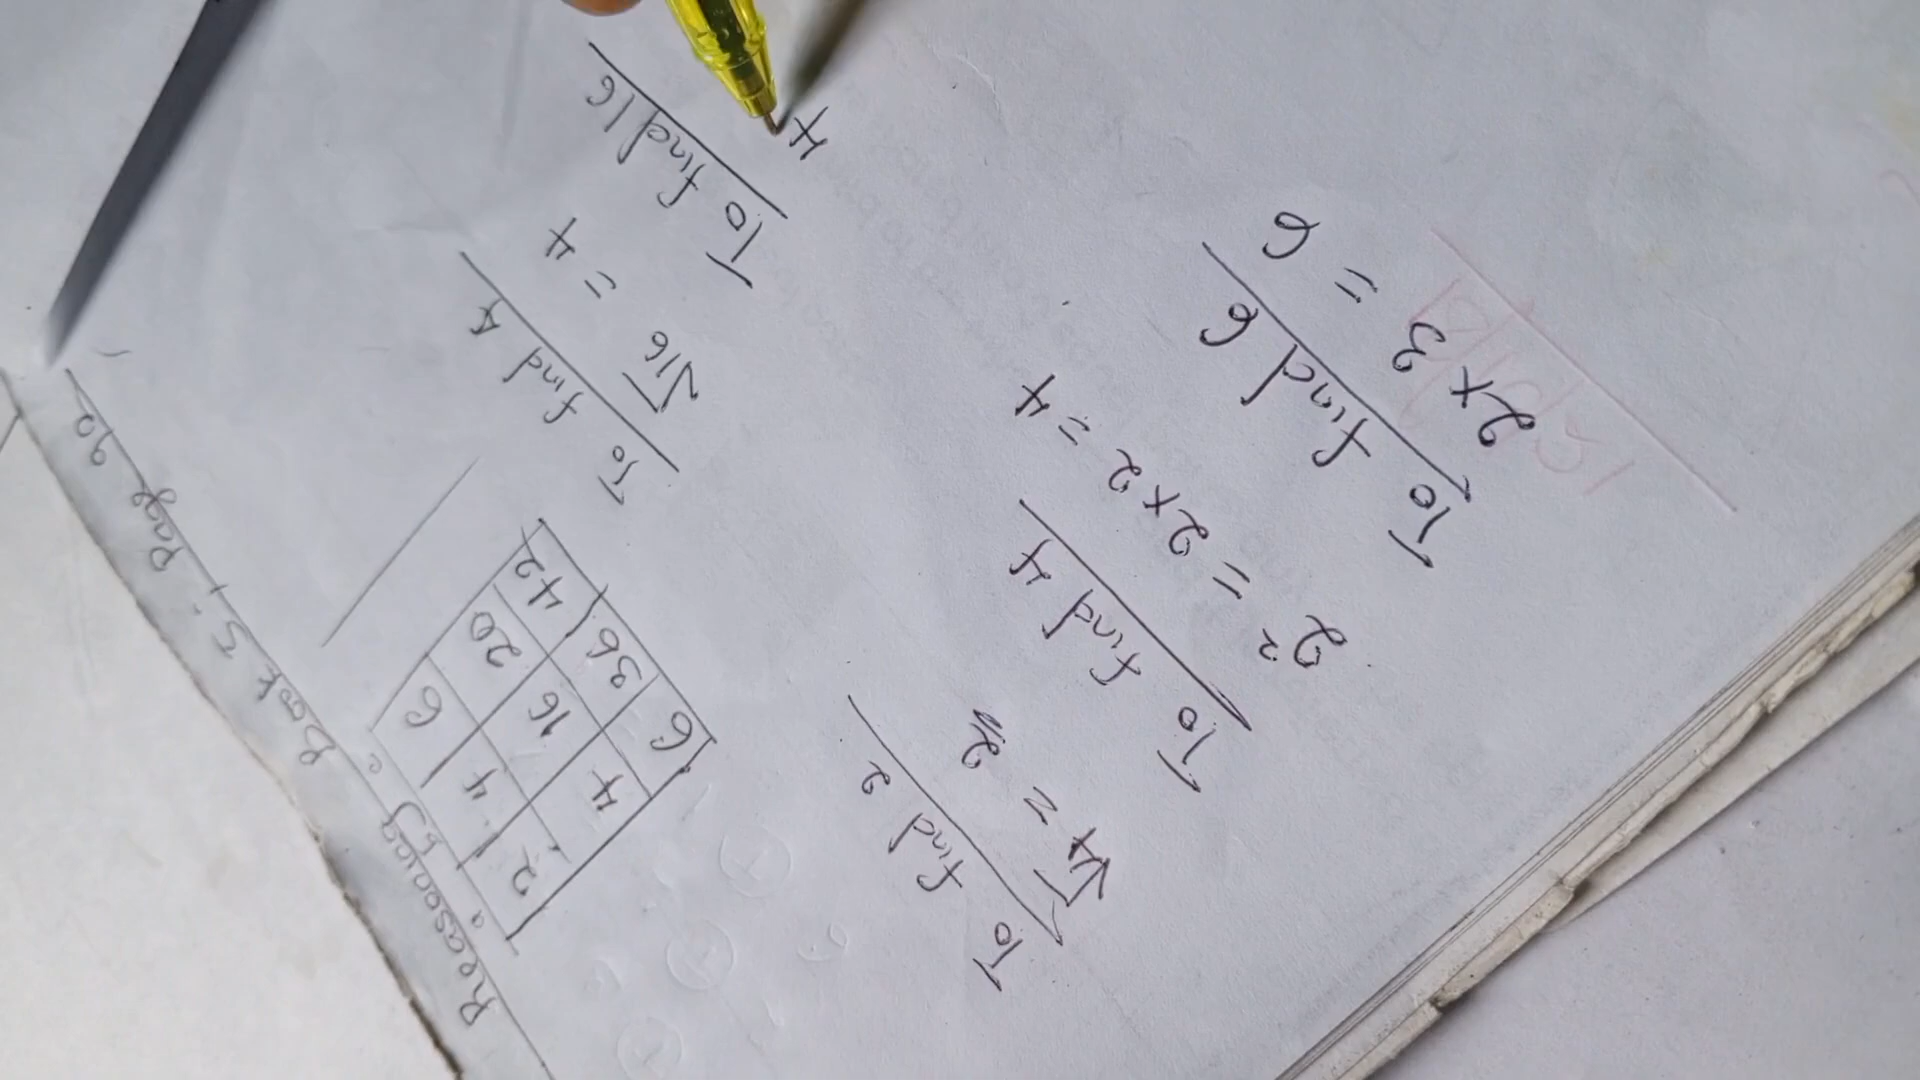 Reasoning Book 5, Page 92
a b c
2 4 6
4 16 20
6 36 42
To find 2
√4 = 2
To find 4
2² = 2 x 2 = 4
To find 6
2 x 3 = 6
To find 4
√16 = 4
To find 16
4